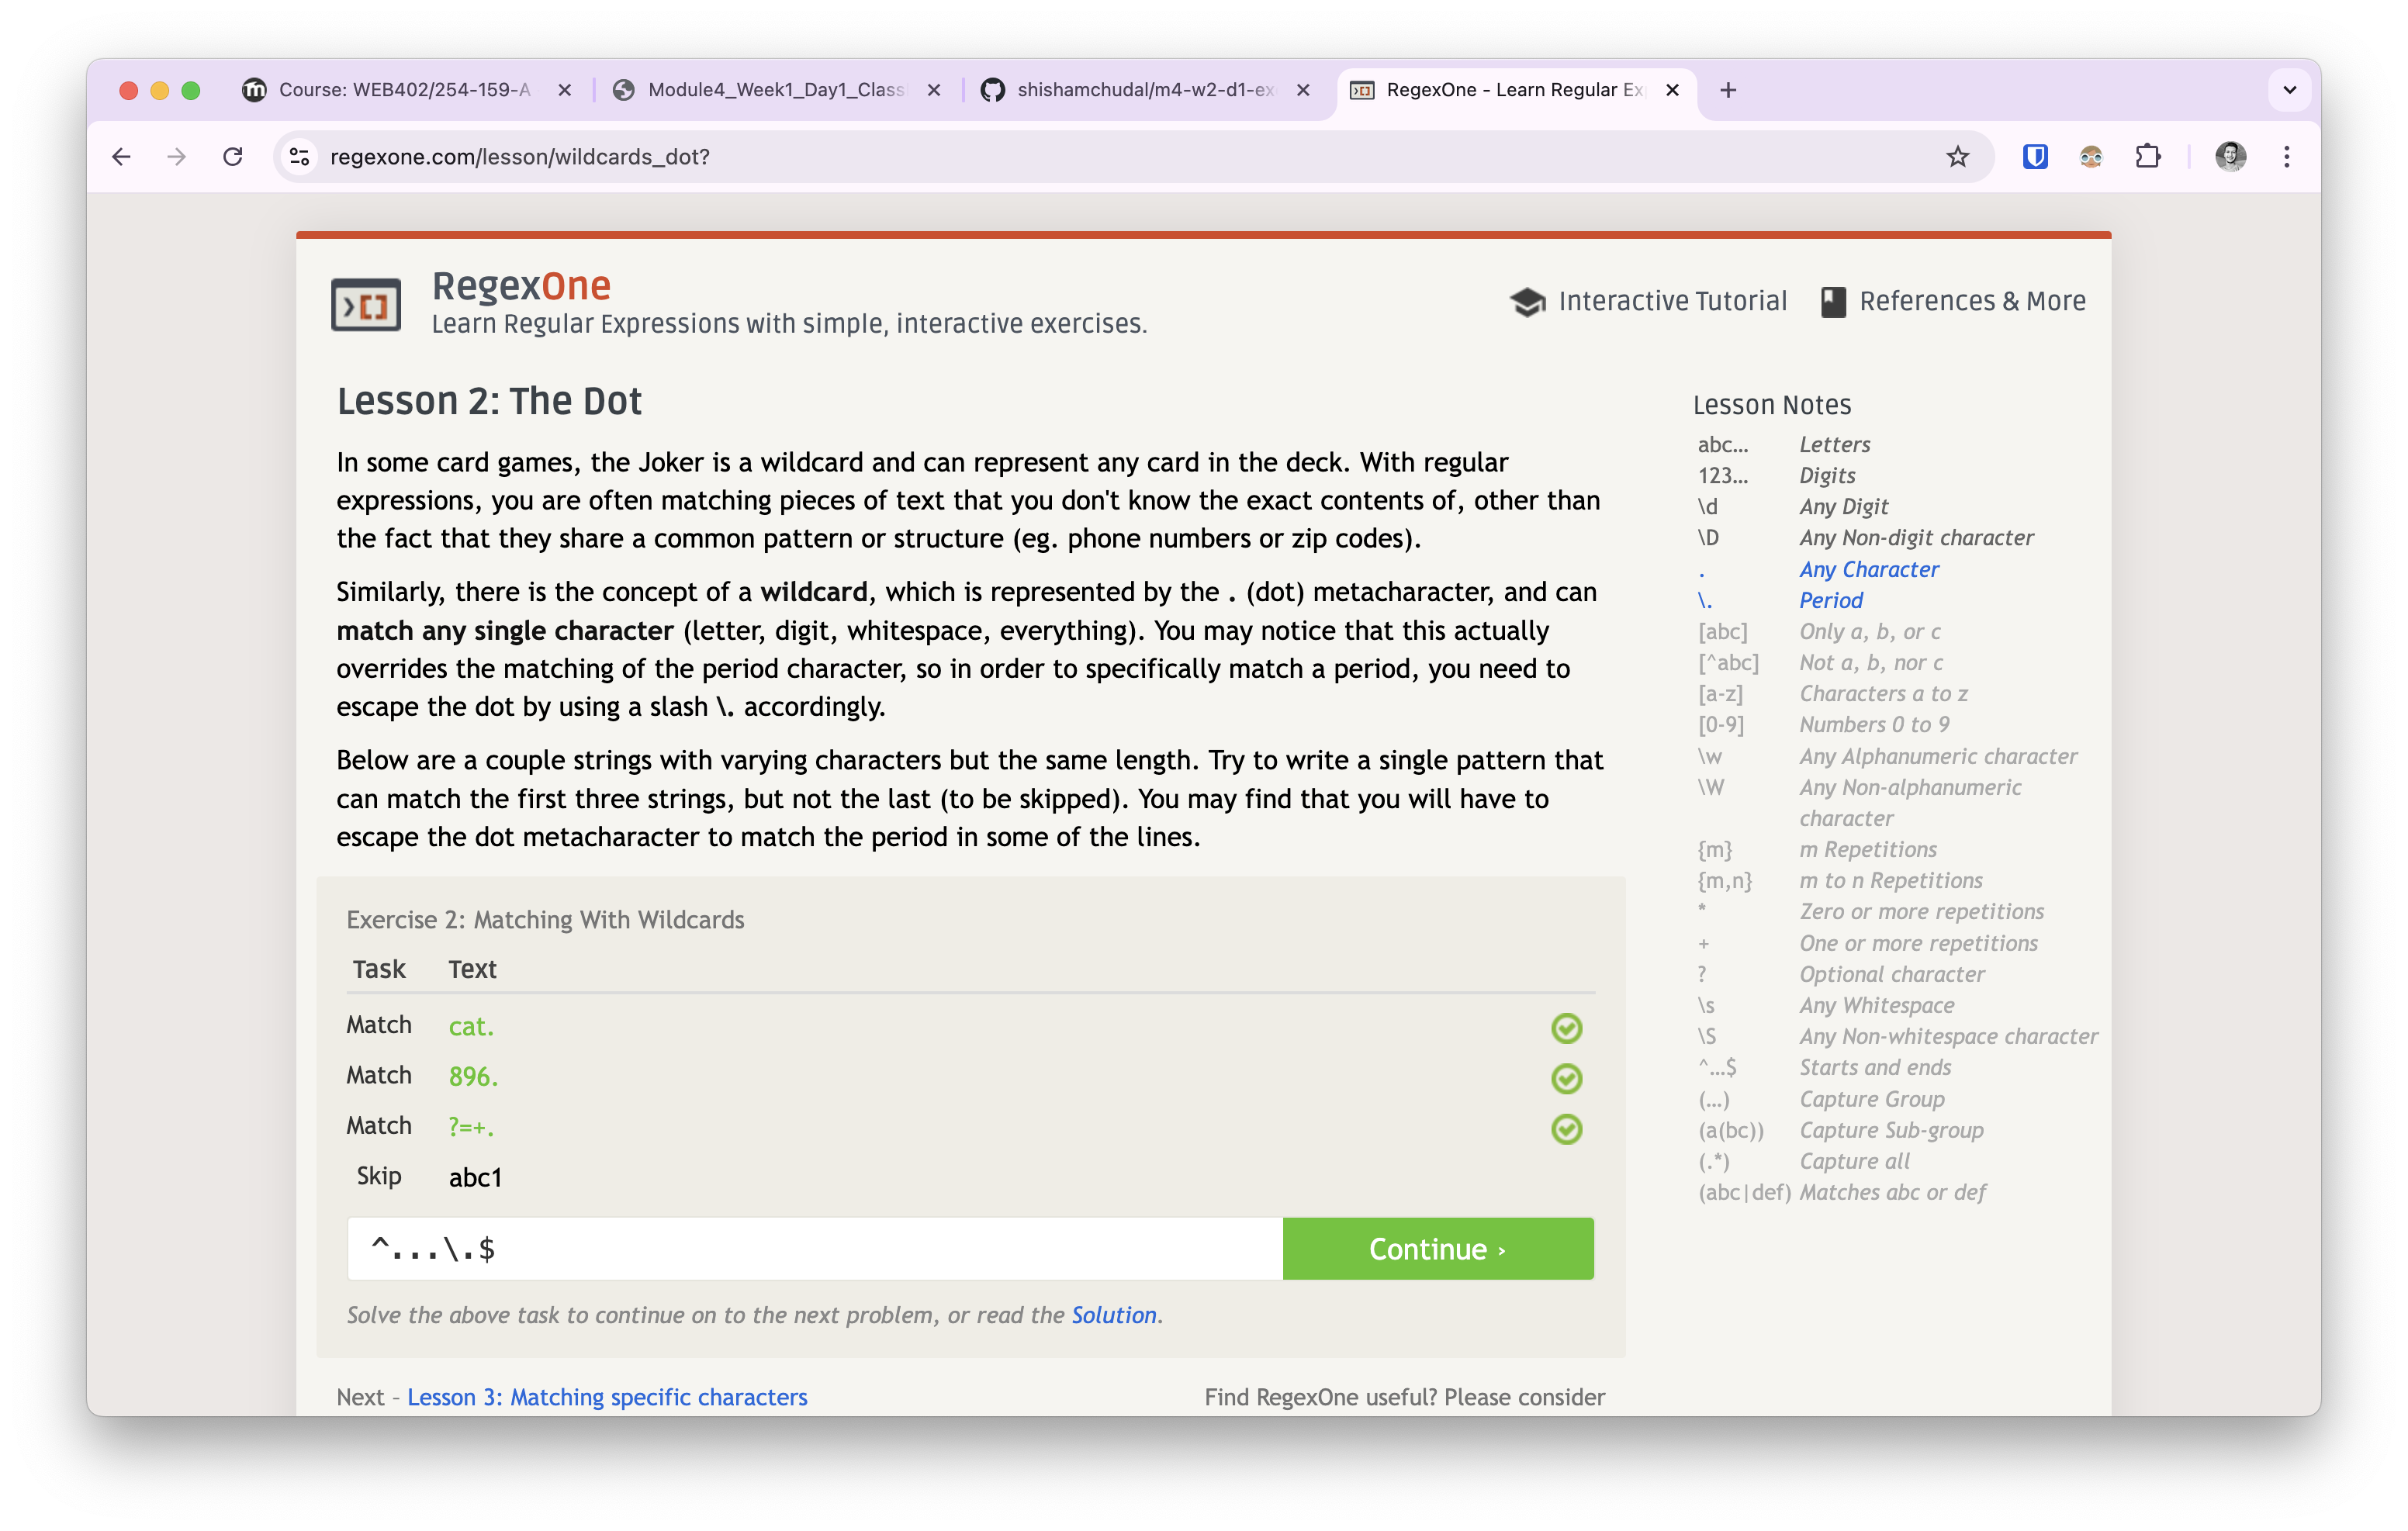 Course: WEB402/254-159-A
Module4_Week1_Day1_Class
shishamchudal/m4-w2-d1-ex
RegexOne - Learn Regular Ex
regexone.com/lesson/wildcards_dot?
RegexOne
Learn Regular Expressions with simple, interactive exercises.
Interactive Tutorial
References & More
Lesson 2: The Dot
In some card games, the Joker is a wildcard and can represent any card in the deck. With regular
expressions, you are often matching pieces of text that you don't know the exact contents of, other than
the fact that they share a common pattern or structure (eg. phone numbers or zip codes).
Similarly, there is the concept of a wildcard, which is represented by the . (dot) metacharacter, and can
match any single character (letter, digit, whitespace, everything). You may notice that this actually
overrides the matching of the period character, so in order to specifically match a period, you need to
escape the dot by using a slash \. accordingly.
Below are a couple strings with varying characters but the same length. Try to write a single pattern that
can match the first three strings, but not the last (to be skipped). You may find that you will have to
escape the dot metacharacter to match the period in some of the lines.
Exercise 2: Matching With Wildcards
Task Text
Match cat.
Match 896.
Match ?=+.
Skip abc1
^...\.$
Continue ›
Solve the above task to continue on to the next problem, or read the Solution.
Next – Lesson 3: Matching specific characters
Find RegexOne useful? Please consider
Lesson Notes
abc… Letters
123… Digits
\d Any Digit
\D Any Non-digit character
. Any Character
\. Period
[abc] Only a, b, or c
[^abc] Not a, b, nor c
[a-z] Characters a to z
[0-9] Numbers 0 to 9
\w Any Alphanumeric character
\W Any Non-alphanumeric
character
{m} m Repetitions
{m,n} m to n Repetitions
* Zero or more repetitions
+ One or more repetitions
? Optional character
\s Any Whitespace
\S Any Non-whitespace character
^…$ Starts and ends
(…) Capture Group
(a(bc)) Capture Sub-group
(.*) Capture all
(abc|def) Matches abc or def